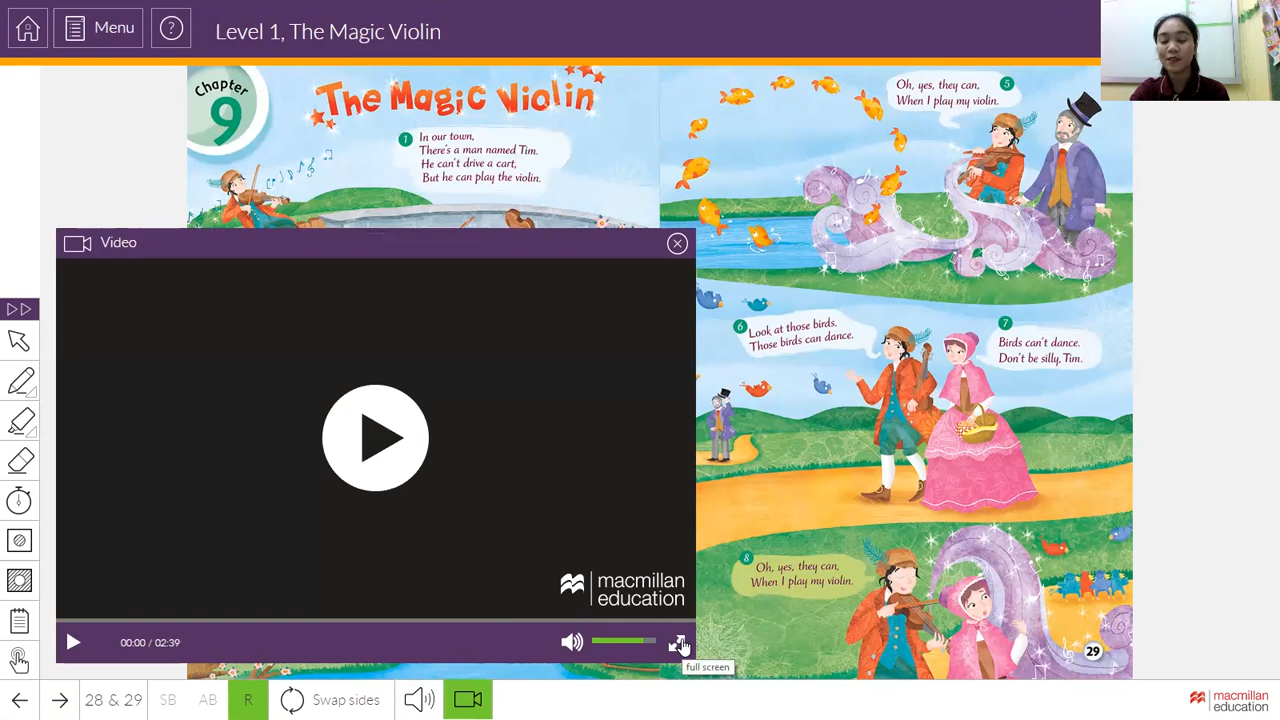 Menu
?
Level 1, The Magic Violin
Chapter
9
The Magic Violin
1
In our town,
There's a man named Tim.
He can't drive a cart,
But he can play the violin.
Oh, yes, they can,
When I play my violin.
5
Video
macmillan
education
00:00 / 02:39
full screen
6
Look at those birds.
Those birds can dance.
7
Birds can't dance.
Don't be silly, Tim.
8
Oh, yes, they can,
When I play my violin.
29
28 & 29
SB
AB
R
Swap sides
macmillan
education